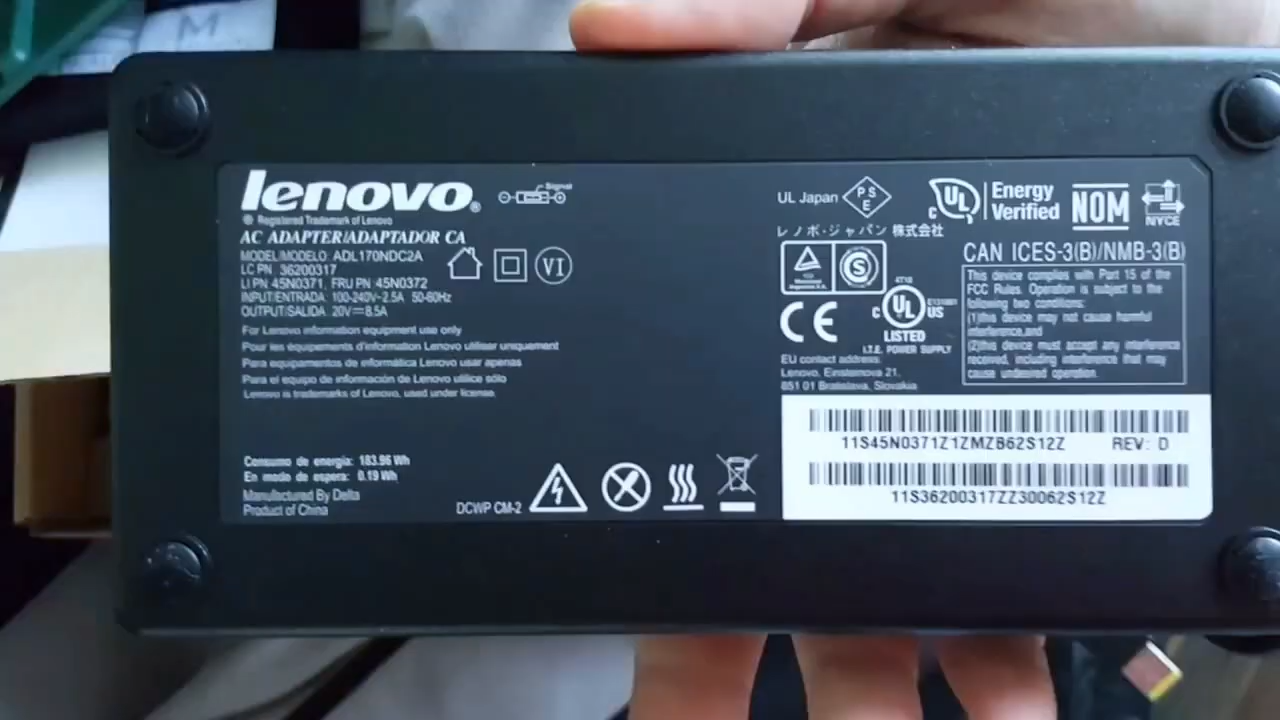 M
lenovo®
Signal
® Registered Trademark of Lenovo
AC ADAPTER/ADAPTADOR CA
MODEL/MODELO: ADL170NDC2A
LC PN. 36200317
LI PN 45N0371, FRU PN 45N0372
INPUT/ENTRADA: 100-240V~2.5A 50-60Hz
OUTPUT/SALIDA: 20V⎓8.5A
VI
For Lenovo information equipment use only
Pour les équipements d'information Lenovo utiliser uniquement
Para equipamentos de informática Lenovo usar apenas
Para el equipo de información de Lenovo utilice sólo
Lenovo is trademarks of Lenovo, used under license.
Consumo de energía: 183.96 Wh
En modo de espera: 0.19 Wh
Manufactured By Delta
Product of China
DCWP CM-2
UL Japan
PS
E
レノボ・ジャパン 株式会社
c UL
Energy
Verified
NOM
NYCE
S
CE
c UL US
LISTED
I.T.E. POWER SUPPLY
EU contact address:
Lenovo, Einsteinova 21,
851 01 Bratislava, Slovakia
CAN ICES-3(B)/NMB-3(B)
This device complies with Part 15 of the
FCC Rules. Operation is subject to the
following two conditions:
(1)this device may not cause harmful
interference,and
(2)this device must accept any interference
received, including interference that may
cause undesired operation.
11S45N0371Z1ZMZB62S12Z REV: D
11S36200317ZZ30062S12Z